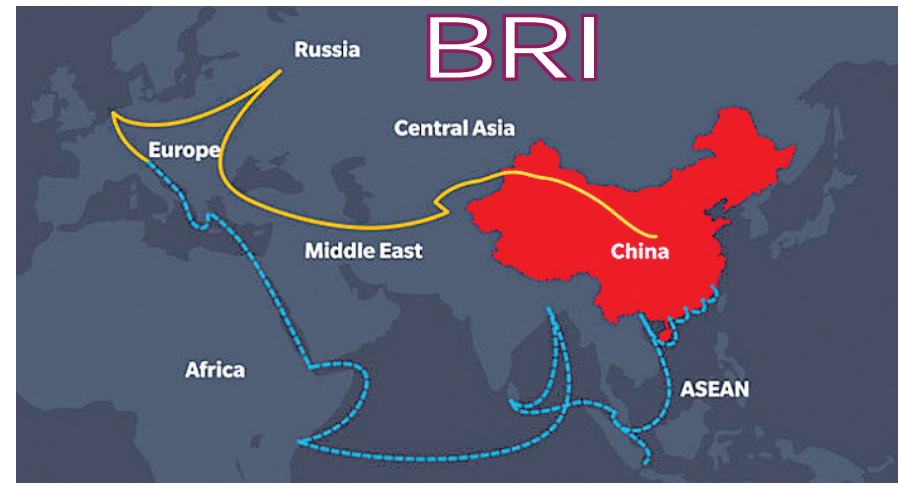 BRI
Russia
Central Asia
Europe
Middle East
China
Africa
ASEAN